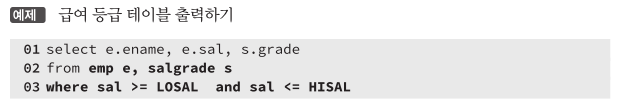 예제 급여 등급 테이블 출력하기
01 select e.ename, e.sal, s.grade
02 from emp e, salgrade s
03 where sal >= LOSAL  and sal <= HISAL